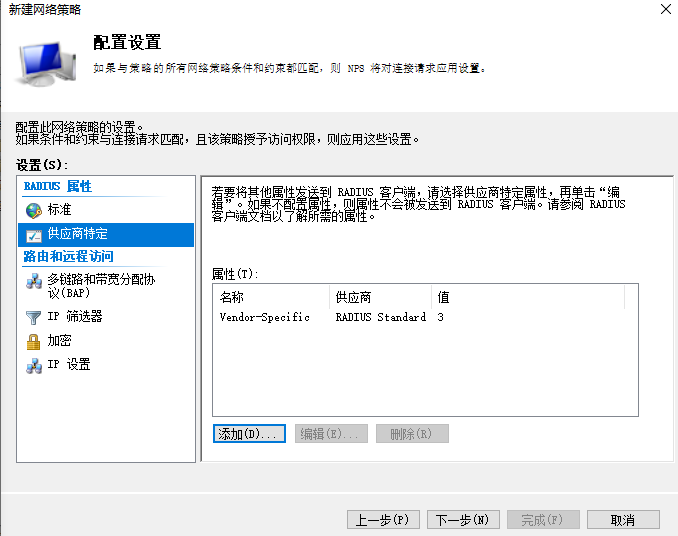 新建网络策略
配置设置
如果与策略的所有网络策略条件和约束都匹配，则 NPS 将对连接请求应用设置。
配置此网络策略的设置。
如果条件和约束与连接请求匹配，且该策略授予访问权限，则应用这些设置。
设置(S):
RADIUS 属性
标准
供应商特定
路由和远程访问
多链路和带宽分配协
议(BAP)
IP 筛选器
加密
IP 设置
若要将其他属性发送到 RADIUS 客户端，请选择供应商特定属性，再单击“编
辑”。如果不配置属性，则属性不会被发送到 RADIUS 客户端。请参阅 RADIUS
客户端文档以了解所需的属性。
属性(T):
名称 供应商 值
Vendor-Specific RADIUS Standard 3
添加(D)... 编辑(E)... 删除(R)
上一步(P) 下一步(N) 完成(F) 取消